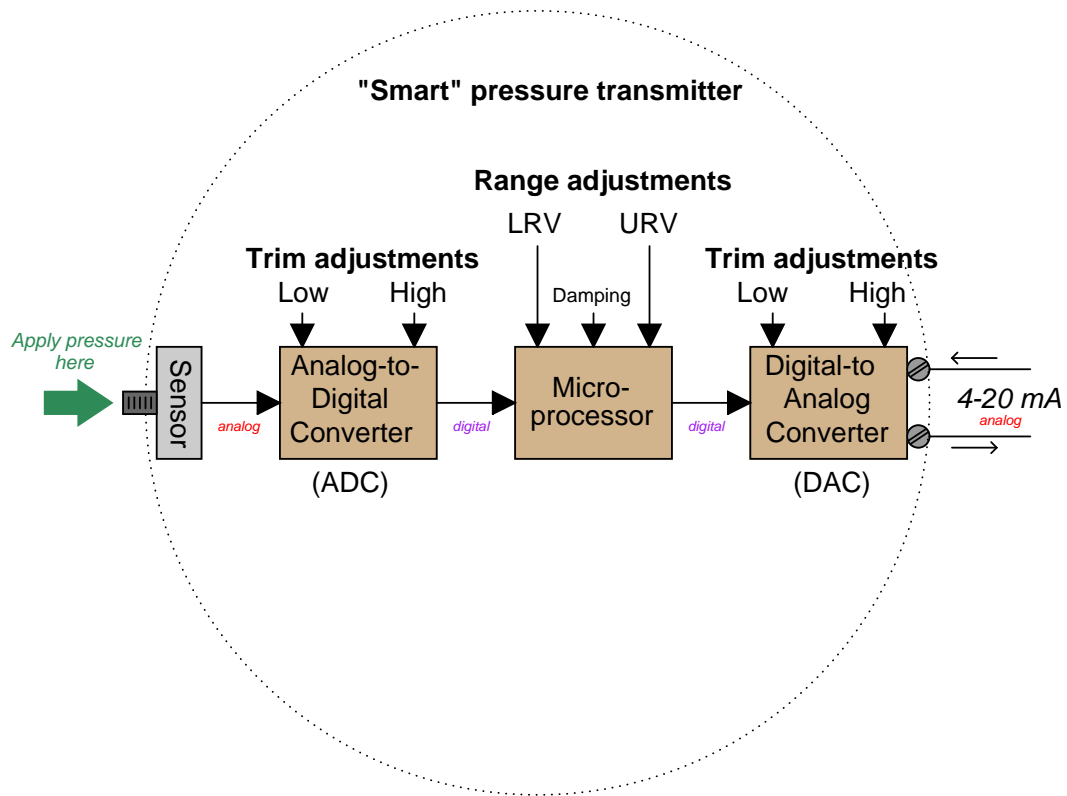 "Smart" pressure transmitter
Range adjustments
LRV
URV
Trim adjustments
Low
High
Damping
Trim adjustments
Low
High
Apply pressure
here
Sensor
analog
Analog-to-
Digital
Converter
(ADC)
digital
Micro-
processor
digital
Digital-to
Analog
Converter
(DAC)
4-20 mA
analog